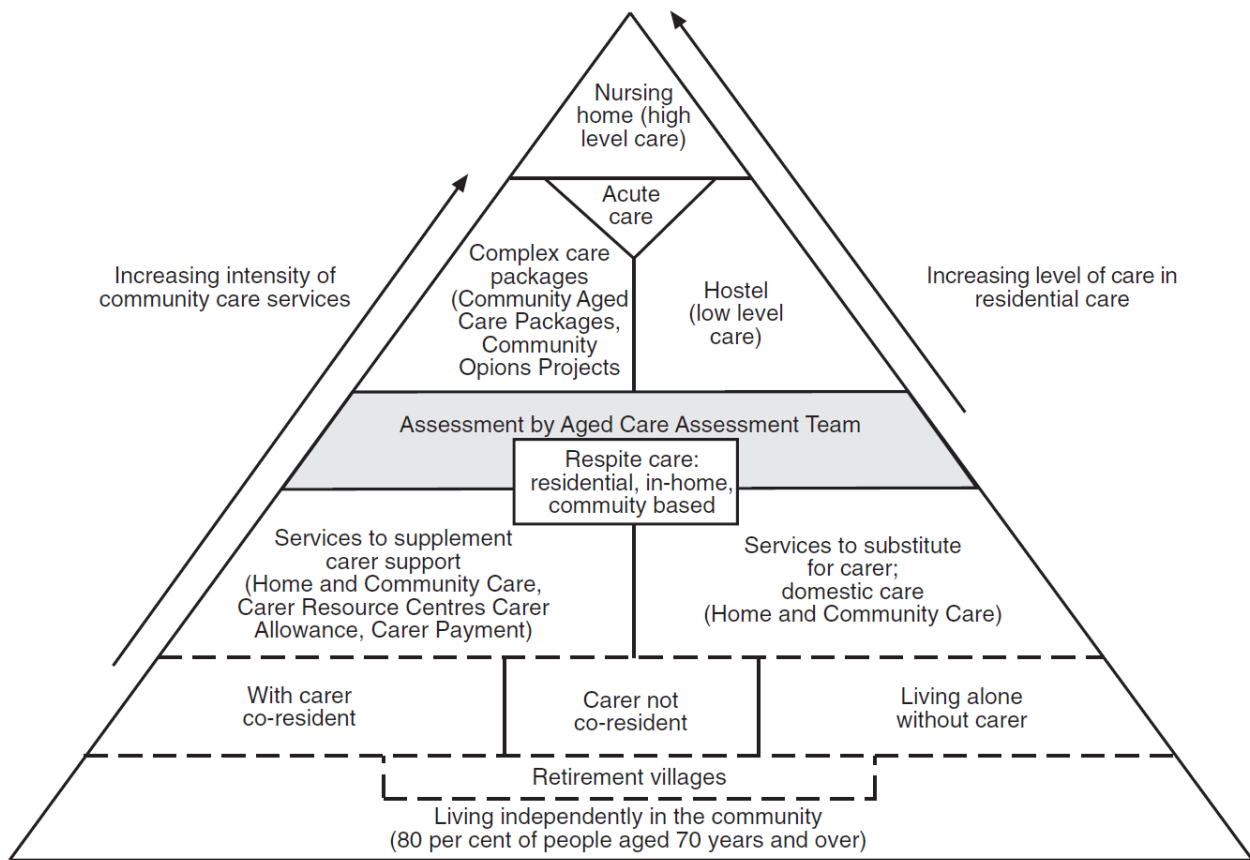 Nursing
home (high
level care)
Acute
care
Increasing intensity of
community care services
Complex care
packages
(Community Aged
Care Packages,
Community
Opions Projects
Hostel
(low level
care)
Increasing level of care in
residential care
Assessment by Aged Care Assessment Team
Respite care:
residential, in-home,
commuity based
Services to supplement
carer support
(Home and Community Care,
Carer Resource Centres Carer
Allowance, Carer Payment)
Services to substitute
for carer;
domestic care
(Home and Community Care)
With carer
co-resident
Carer not
co-resident
Living alone
without carer
Retirement villages
Living independently in the community
(80 per cent of people aged 70 years and over)